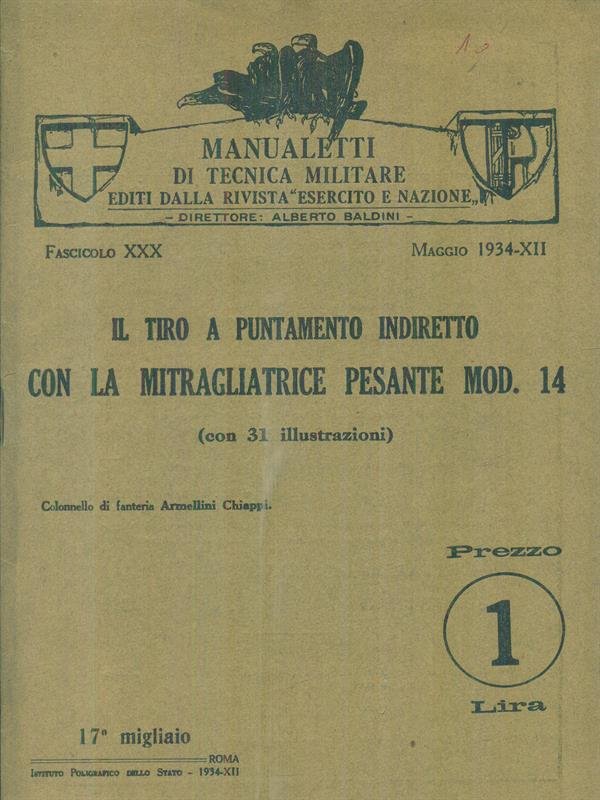 MANUALETTI
DI TECNICA MILITARE
EDITI DALLA RIVISTA "ESERCITO E NAZIONE„
- DIRETTORE: ALBERTO BALDINI -
FASCICOLO XXX
MAGGIO 1934-XII
IL TIRO A PUNTAMENTO INDIRETTO
CON LA MITRAGLIATRICE PESANTE MOD. 14
(con 31 illustrazioni)
Colonnello di fanteria Armellini Chiappi.
Prezzo
1
Lira
17º migliaio
ROMA
ISTITUTO POLIGRAFICO DELLO STATO - 1934-XII